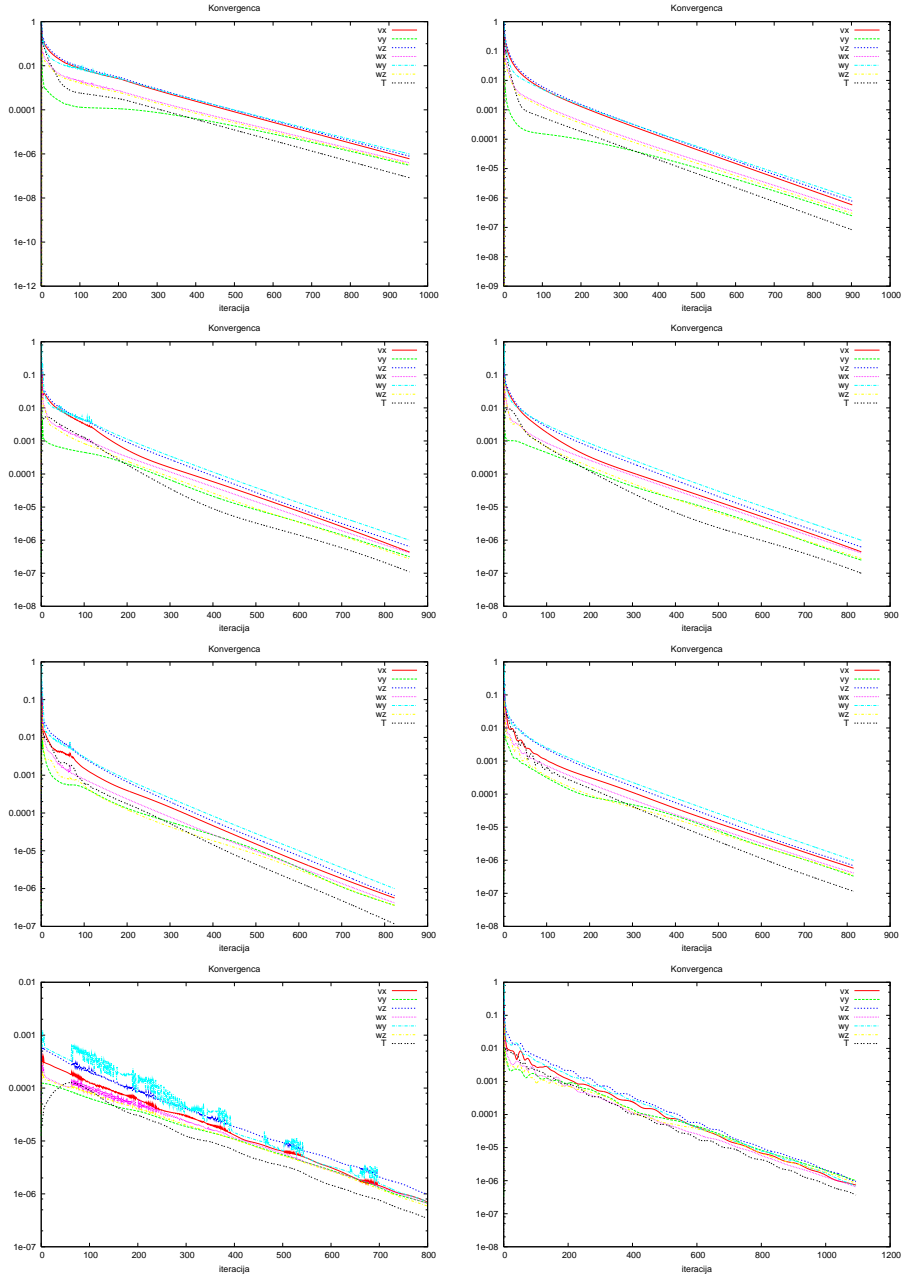 Konvergenca
1
0.01
0.0001
1e-06
1e-08
1e-10
1e-12
0 100 200 300 400 500 600 700 800 900 1000
iteracija
vx
vy
vz
wx
wy
wz
T
Konvergenca
1
0.1
0.01
0.001
0.0001
1e-05
1e-06
1e-07
1e-08
1e-09
0 100 200 300 400 500 600 700 800 900 1000
iteracija
vx
vy
vz
wx
wy
wz
T
Konvergenca
1
0.1
0.01
0.001
0.0001
1e-05
1e-06
1e-07
1e-08
0 100 200 300 400 500 600 700 800 900
iteracija
vx
vy
vz
wx
wy
wz
T
Konvergenca
1
0.1
0.01
0.001
0.0001
1e-05
1e-06
1e-07
1e-08
0 100 200 300 400 500 600 700 800 900
iteracija
vx
vy
vz
wx
wy
wz
T
Konvergenca
1
0.1
0.01
0.001
0.0001
1e-05
1e-06
1e-07
0 100 200 300 400 500 600 700 800 900
iteracija
vx
vy
vz
wx
wy
wz
T
Konvergenca
1
0.1
0.01
0.001
0.0001
1e-05
1e-06
1e-07
1e-08
0 100 200 300 400 500 600 700 800 900
iteracija
vx
vy
vz
wx
wy
wz
T
Konvergenca
0.01
0.001
0.0001
1e-05
1e-06
1e-07
0 100 200 300 400 500 600 700 800
iteracija
vx
vy
vz
wx
wy
wz
T
Konvergenca
1
0.1
0.01
0.001
0.0001
1e-05
1e-06
1e-07
1e-08
0 200 400 600 800 1000 1200
iteracija
vx
vy
vz
wx
wy
wz
T